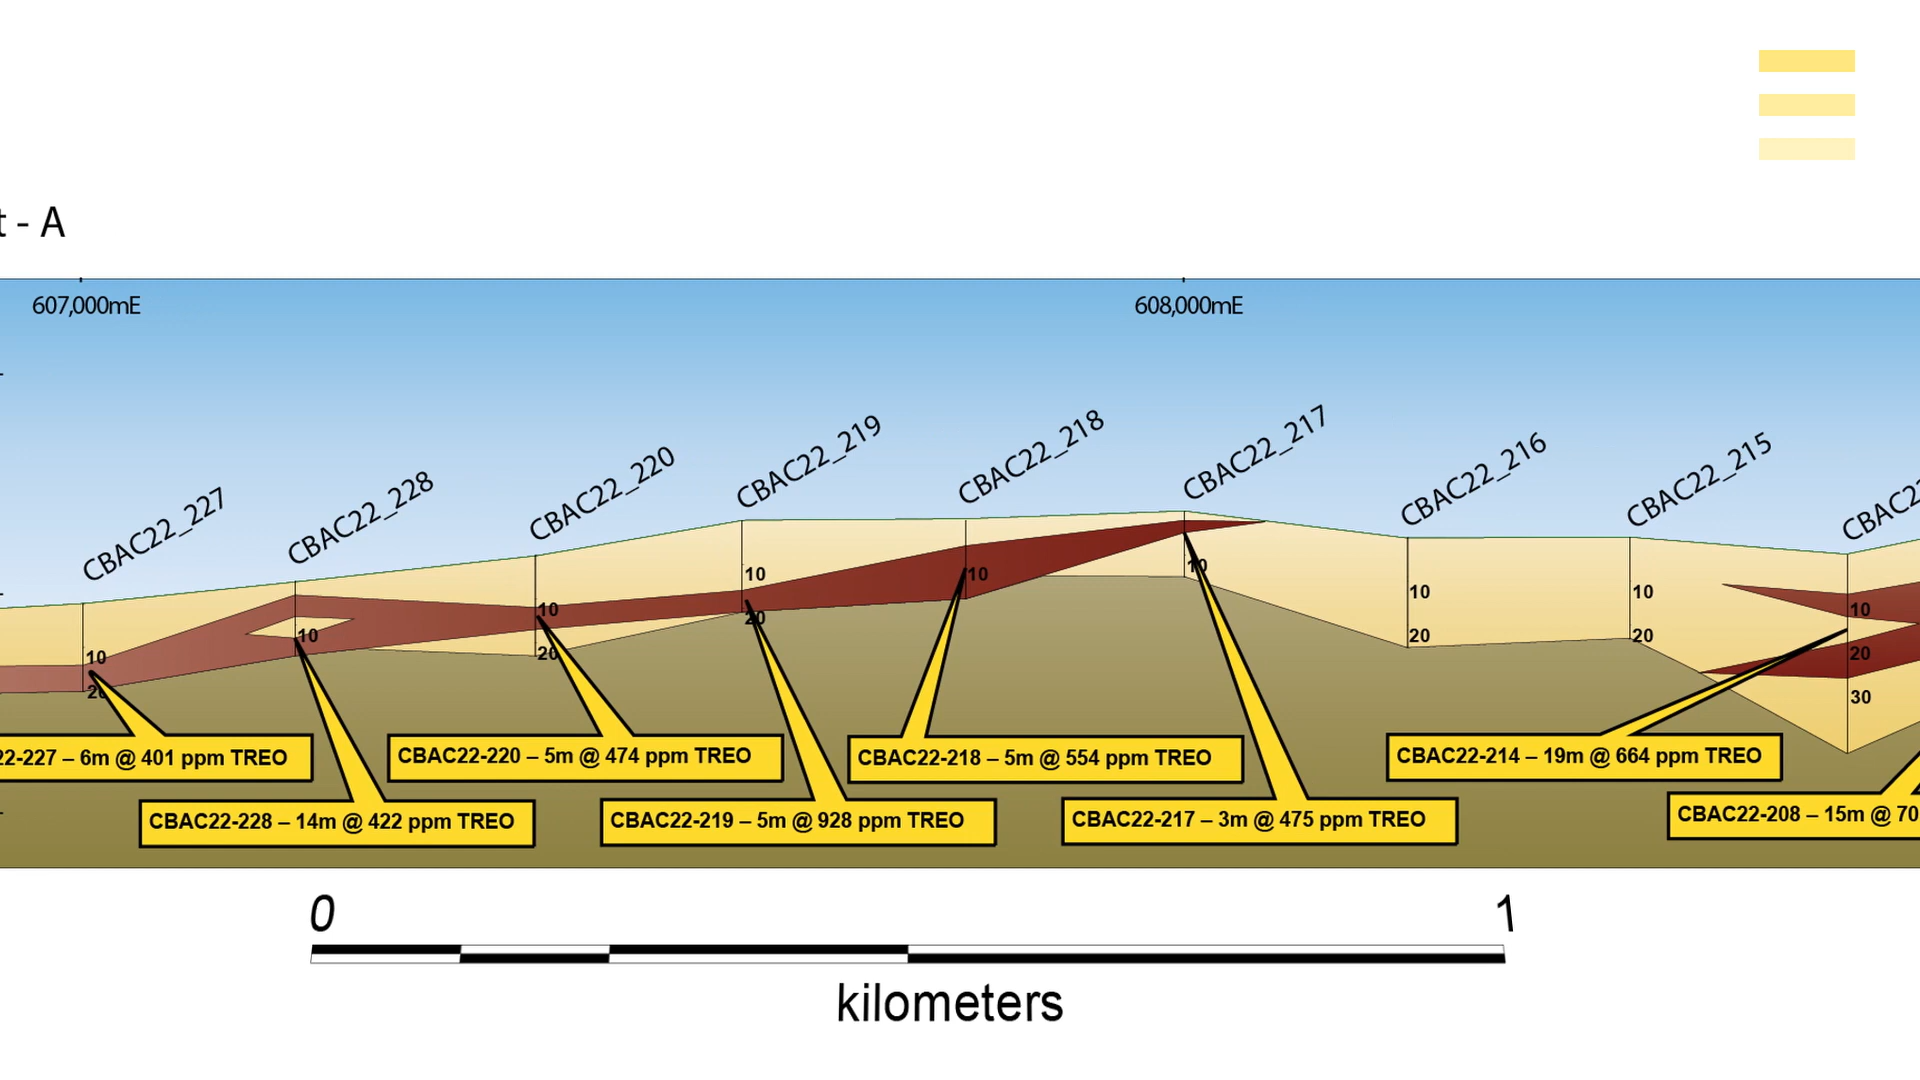 t - A
607,000mE
608,000mE
CBAC22_227
CBAC22_228
CBAC22_220
CBAC22_219
CBAC22_218
CBAC22_217
CBAC22_216
CBAC22_215
CBAC22
10
20
10
10
20
10
20
10
10
10
20
10
20
10
20
30
22-227 – 6m @ 401 ppm TREO
CBAC22-220 – 5m @ 474 ppm TREO
CBAC22-218 – 5m @ 554 ppm TREO
CBAC22-214 – 19m @ 664 ppm TREO
CBAC22-228 – 14m @ 422 ppm TREO
CBAC22-219 – 5m @ 928 ppm TREO
CBAC22-217 – 3m @ 475 ppm TREO
CBAC22-208 – 15m @ 70
0
1
kilometers